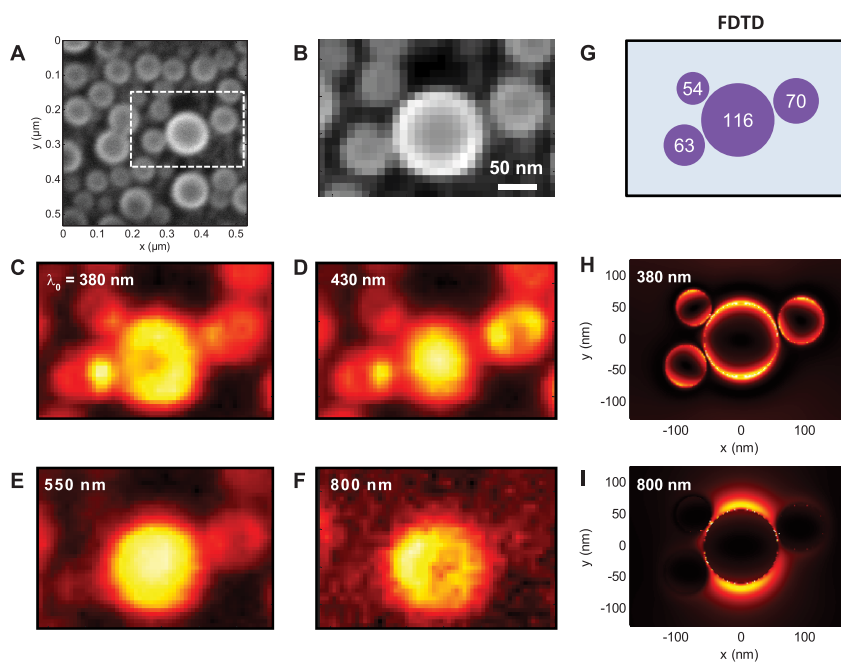 FDTD
A
0
0.1
0.2
0.3
0.4
0.5
y (µm)
0 0.1 0.2 0.3 0.4 0.5
x (µm)
B
50 nm
G
54
70
116
63
C
λ0 = 380 nm
D
430 nm
H
380 nm
100
50
0
-50
-100
y (nm)
-100 0 100
x (nm)
E
550 nm
F
800 nm
I
800 nm
100
50
0
-50
-100
y (nm)
-100 0 100
x (nm)